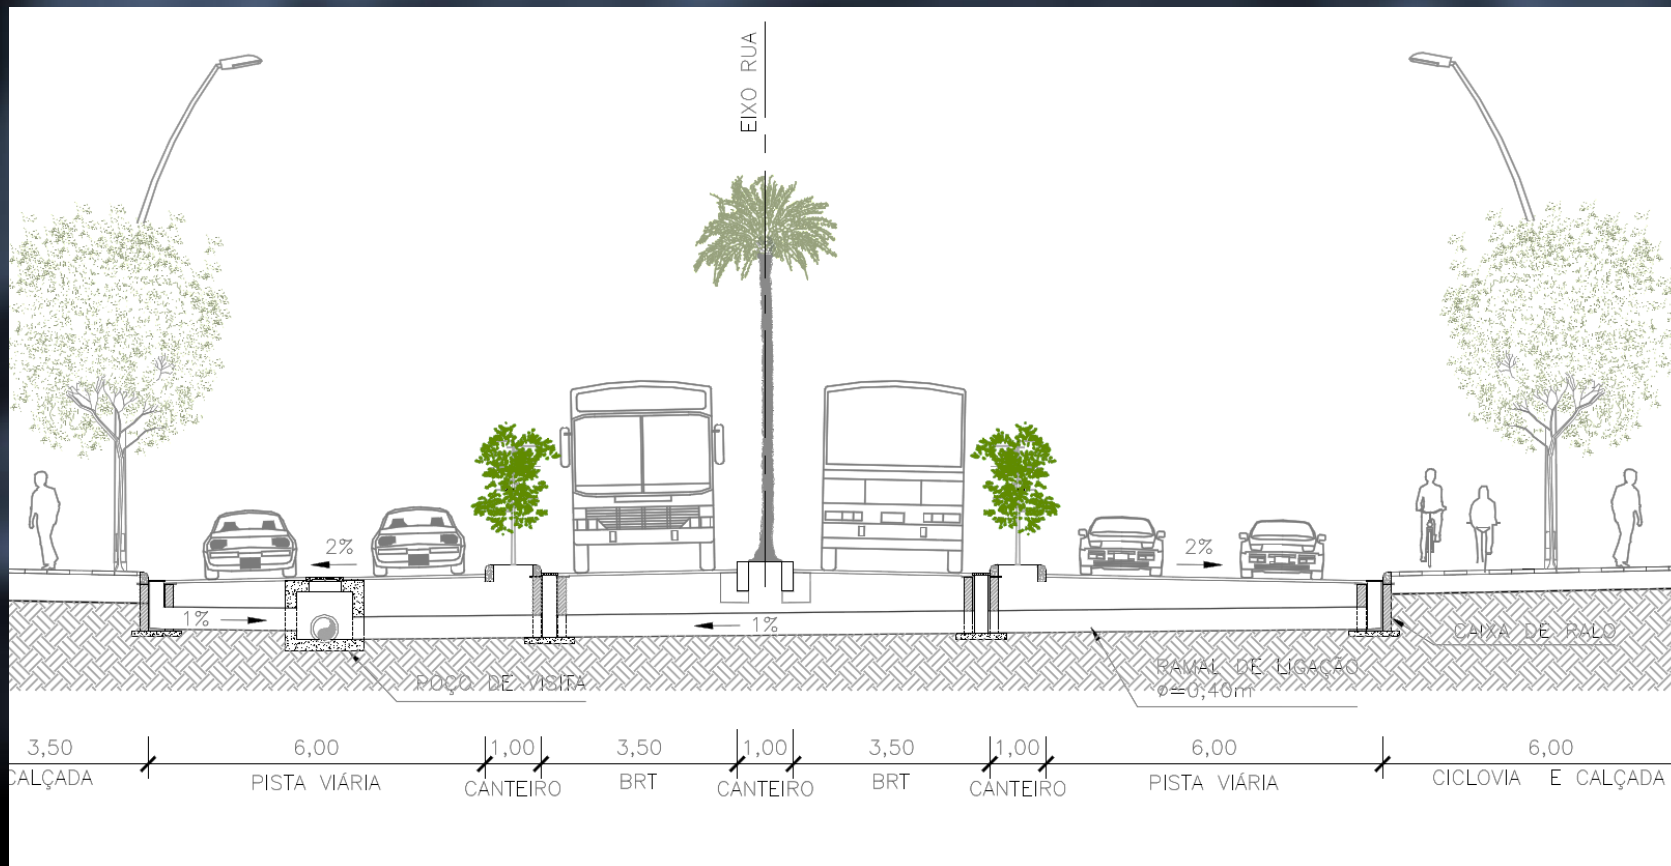 EIXO RUA
2%
2%
1%
1%
CAIXA DE RALO
RAMAL DE LIGAÇÃO
ø=0,40m
POÇO DE VISITA
3,50 6,00 1,00 3,50 1,00 3,50 1,00 6,00 6,00
CALÇADA PISTA VIÁRIA CANTEIRO BRT CANTEIRO BRT CANTEIRO PISTA VIÁRIA CICLOVIA E CALÇADA